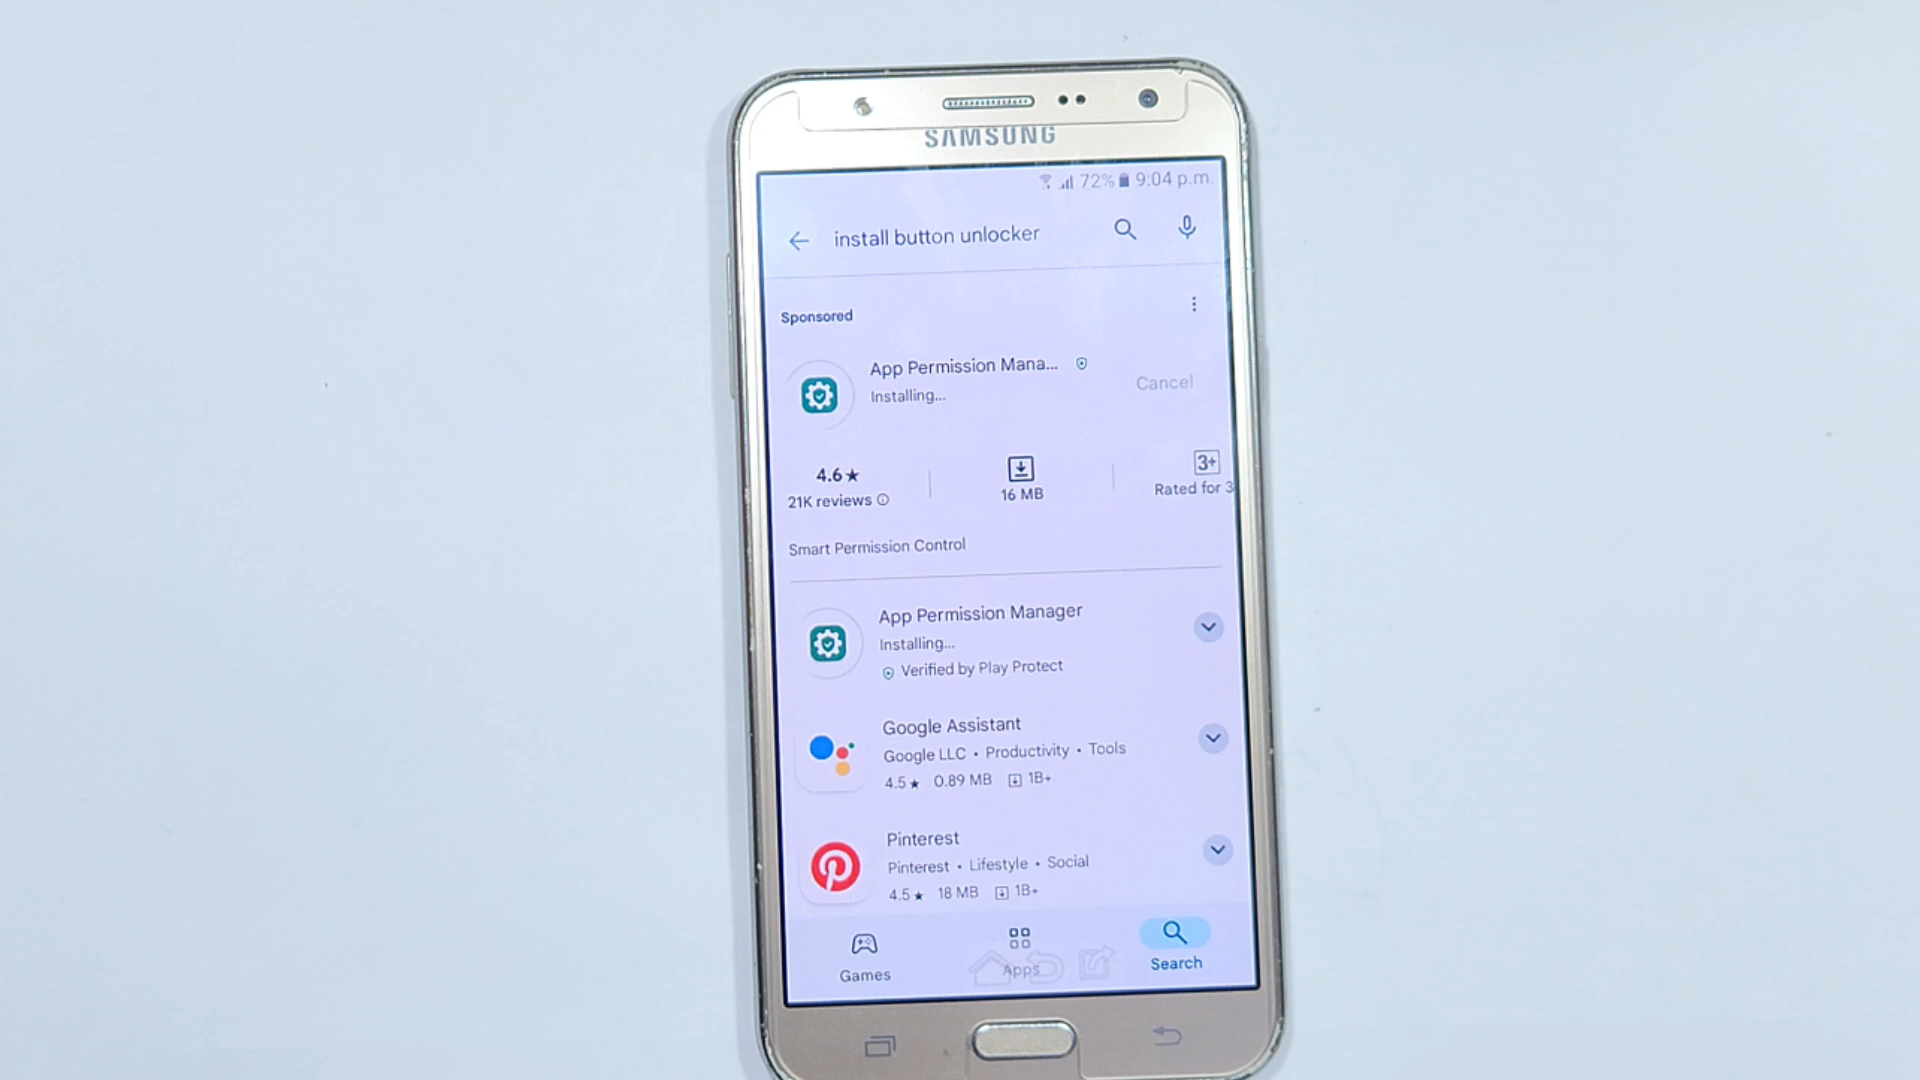 SAMSUNG
72% 9:04 p.m.
install button unlocker
Sponsored
App Permission Mana...
Installing...
Cancel
4.6★
21K reviews
16 MB
3+
Rated for 3
Smart Permission Control
App Permission Manager
Installing...
Verified by Play Protect
Google Assistant
Google LLC • Productivity • Tools
4.5★ 0.89 MB 1B+
Pinterest
Pinterest • Lifestyle • Social
4.5★ 18 MB 1B+
Games
Apps
Search